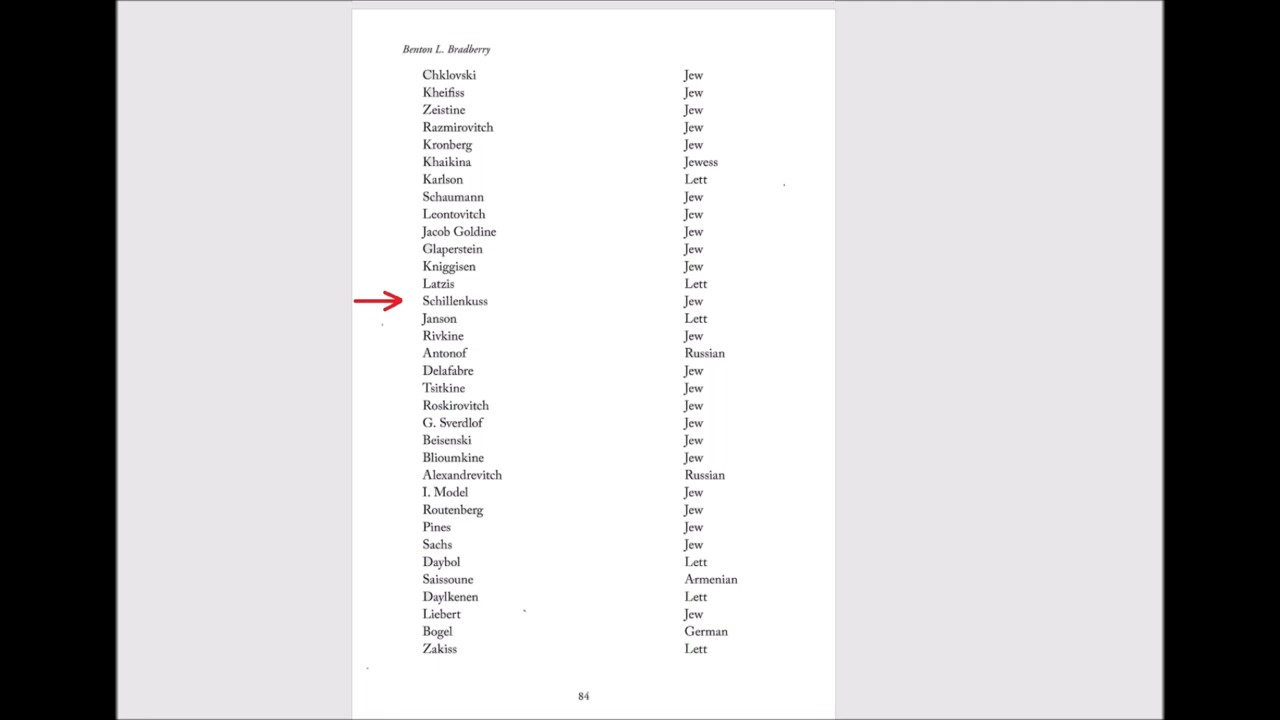 Benton L. Bradberry
Chklovski Jew
Kheifiss Jew
Zeistine Jew
Razmirovitch Jew
Kronberg Jew
Khaikina Jewess
Karlson Lett
Schaumann Jew
Leontovitch Jew
Jacob Goldine Jew
Glaperstein Jew
Kniggisen Jew
Latzis Lett
Schillenkuss Jew
Janson Lett
Rivkine Jew
Antonof Russian
Delafabre Jew
Tsitkine Jew
Roskirovitch Jew
G. Sverdlof Jew
Beisenski Jew
Blioumkine Jew
Alexandrevitch Russian
I. Model Jew
Routenberg Jew
Pines Jew
Sachs Jew
Daybol Lett
Saissoune Armenian
Daylkenen Lett
Liebert Jew
Bogel German
Zakiss Lett
84